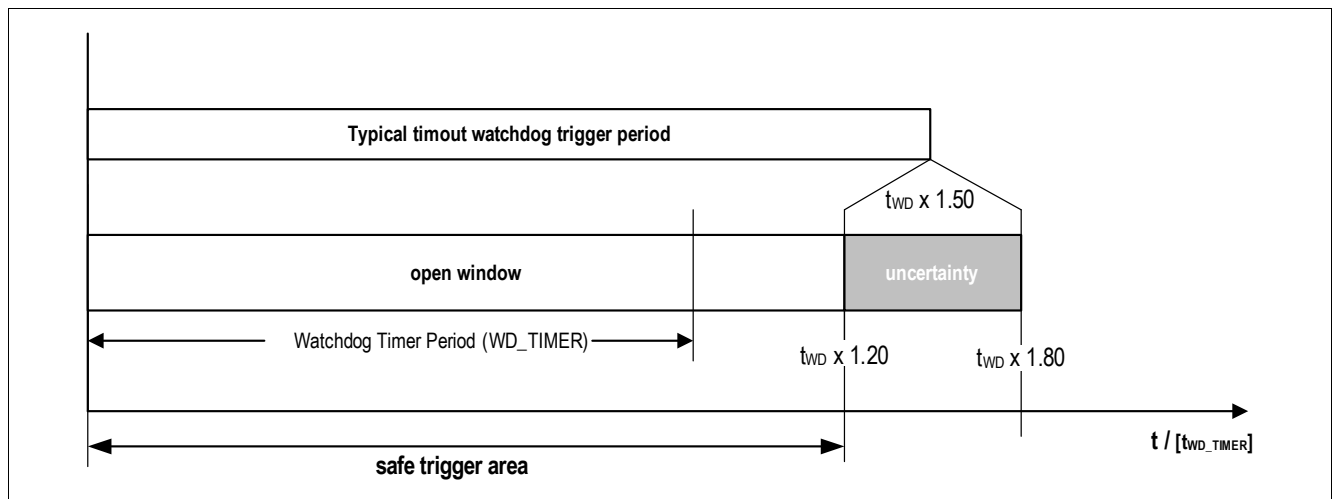 Typical timout watchdog trigger period
tWD x 1.50
open window
uncertainty
Watchdog Timer Period (WD_TIMER)
tWD x 1.20
tWD x 1.80
t / [tWD_TIMER]
safe trigger area